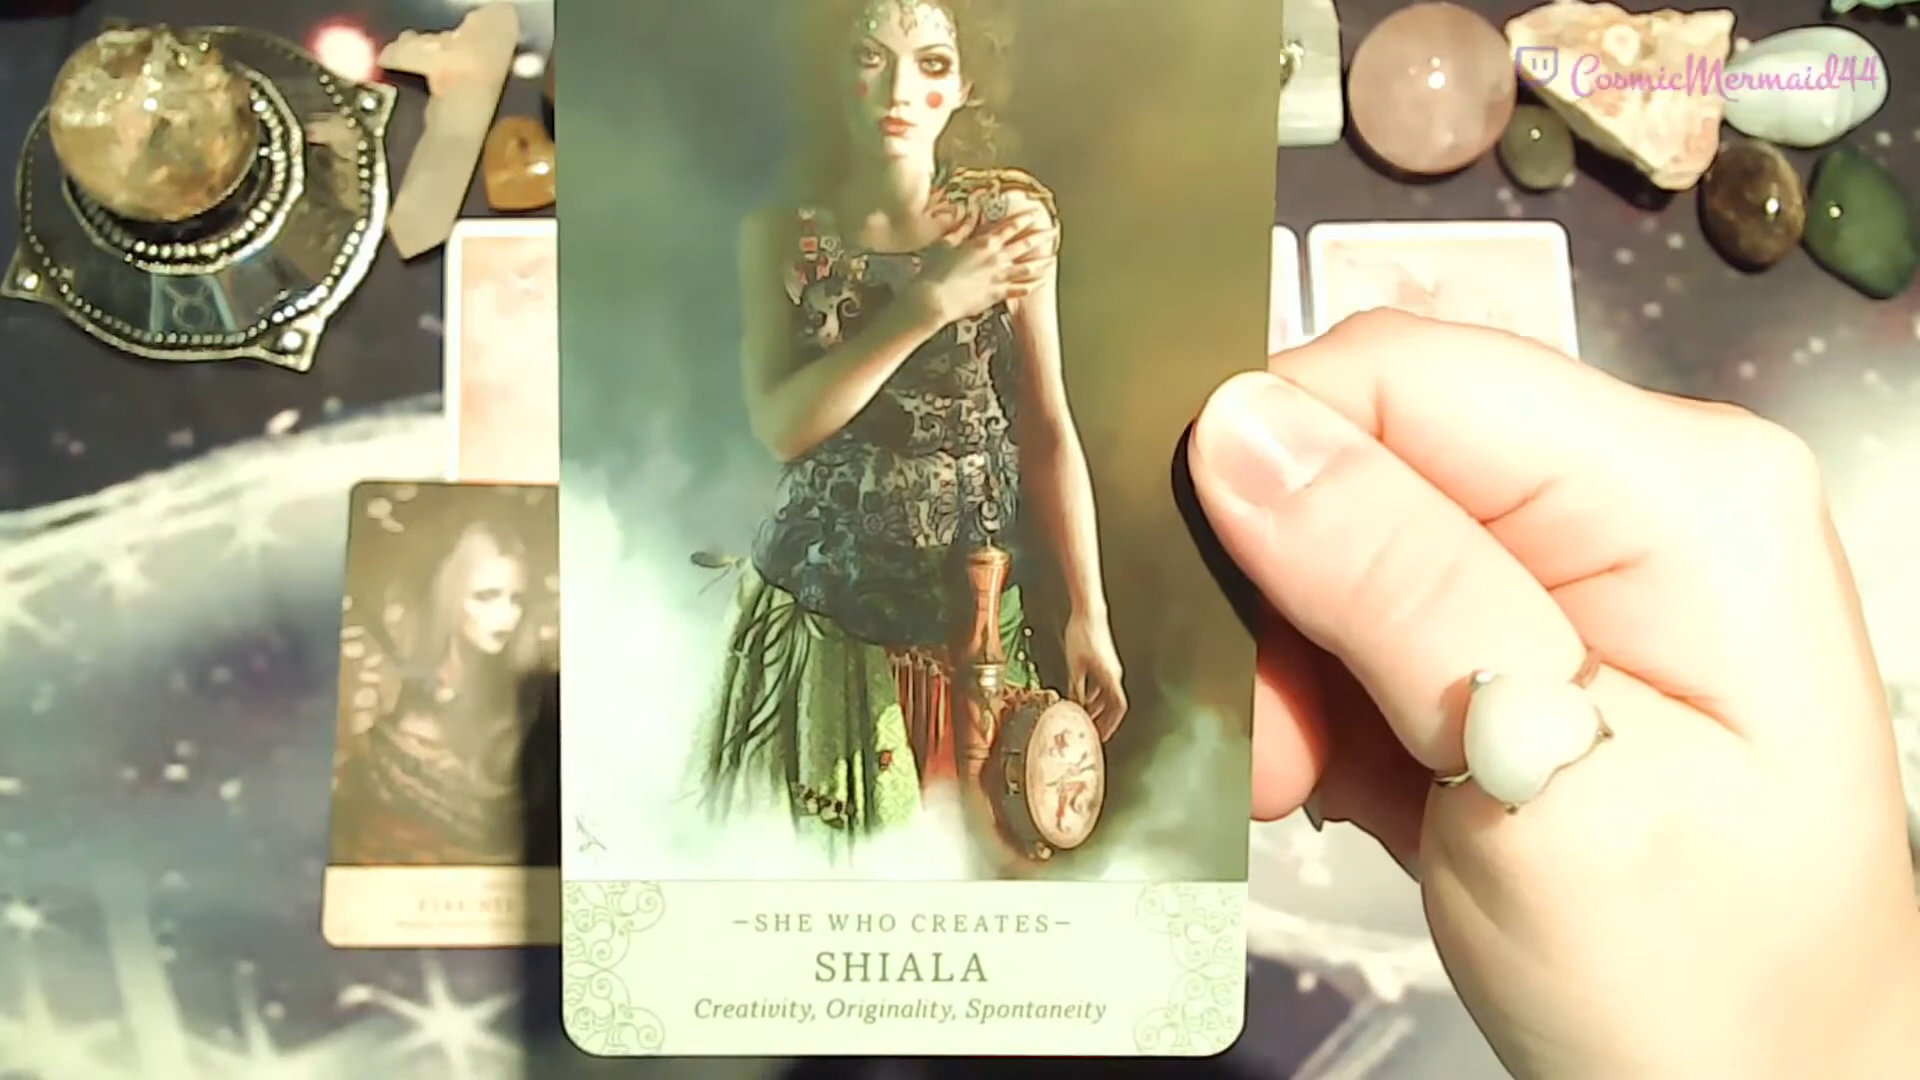 CosmicMermaid44
–SHE WHO CREATES–
SHIALA
Creativity, Originality, Spontaneity